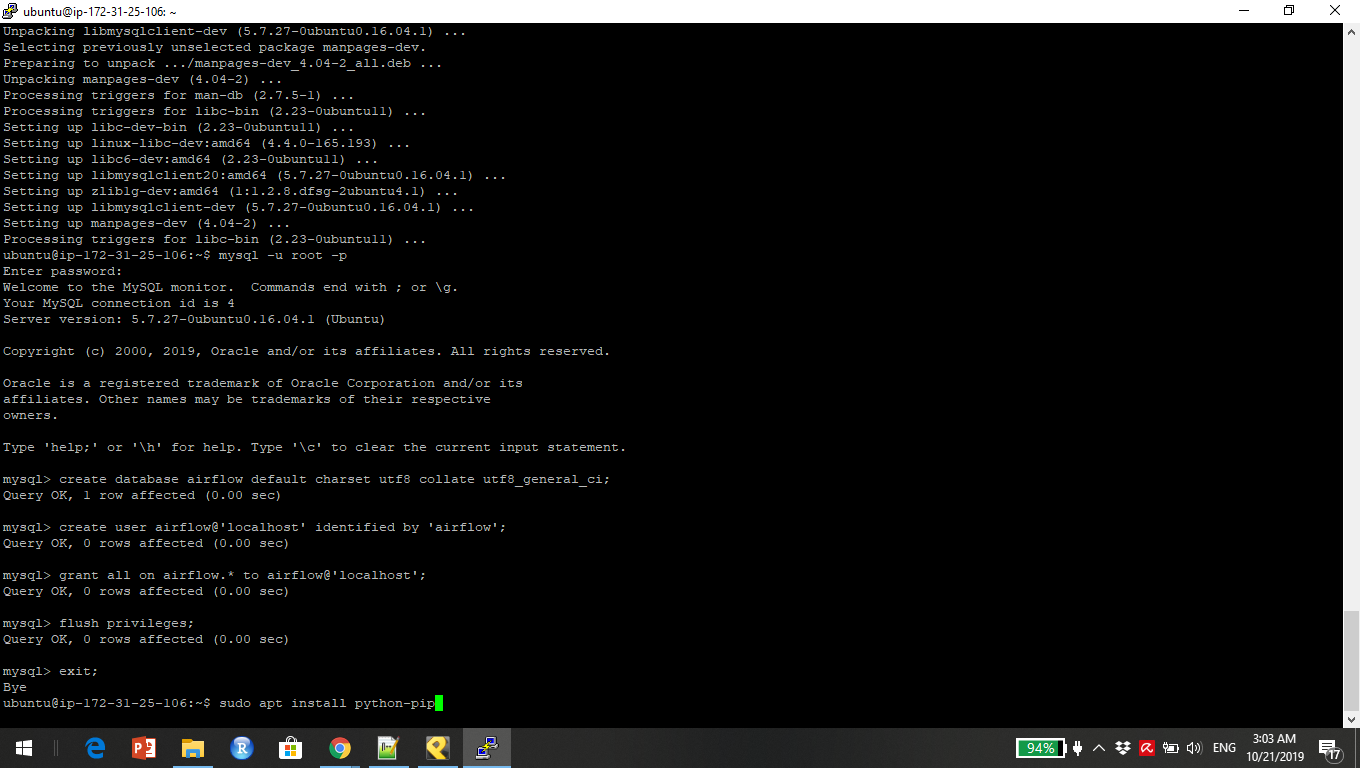 ubuntu@ip-172-31-25-106: ~
Unpacking libmysqlclient-dev (5.7.27-0ubuntu0.16.04.1) ...
Selecting previously unselected package manpages-dev.
Preparing to unpack .../manpages-dev_4.04-2_all.deb ...
Unpacking manpages-dev (4.04-2) ...
Processing triggers for man-db (2.7.5-1) ...
Processing triggers for libc-bin (2.23-0ubuntu11) ...
Setting up libc-dev-bin (2.23-0ubuntu11) ...
Setting up linux-libc-dev:amd64 (4.4.0-165.193) ...
Setting up libc6-dev:amd64 (2.23-0ubuntu11) ...
Setting up libmysqlclient20:amd64 (5.7.27-0ubuntu0.16.04.1) ...
Setting up zlib1g-dev:amd64 (1:1.2.8.dfsg-2ubuntu4.1) ...
Setting up libmysqlclient-dev (5.7.27-0ubuntu0.16.04.1) ...
Setting up manpages-dev (4.04-2) ...
Processing triggers for libc-bin (2.23-0ubuntu11) ...
ubuntu@ip-172-31-25-106:~$ mysql -u root -p
Enter password:
Welcome to the MySQL monitor.  Commands end with ; or \g.
Your MySQL connection id is 4
Server version: 5.7.27-0ubuntu0.16.04.1 (Ubuntu)
Copyright (c) 2000, 2019, Oracle and/or its affiliates. All rights reserved.
Oracle is a registered trademark of Oracle Corporation and/or its
affiliates. Other names may be trademarks of their respective
owners.
Type 'help;' or '\h' for help. Type '\c' to clear the current input statement.
mysql> create database airflow default charset utf8 collate utf8_general_ci;
Query OK, 1 row affected (0.00 sec)
mysql> create user airflow@'localhost' identified by 'airflow';
Query OK, 0 rows affected (0.00 sec)
mysql> grant all on airflow.* to airflow@'localhost';
Query OK, 0 rows affected (0.00 sec)
mysql> flush privileges;
Query OK, 0 rows affected (0.00 sec)
mysql> exit;
Bye
ubuntu@ip-172-31-25-106:~$ sudo apt install python-pip
94%
ENG
3:03 AM
10/21/2019
17